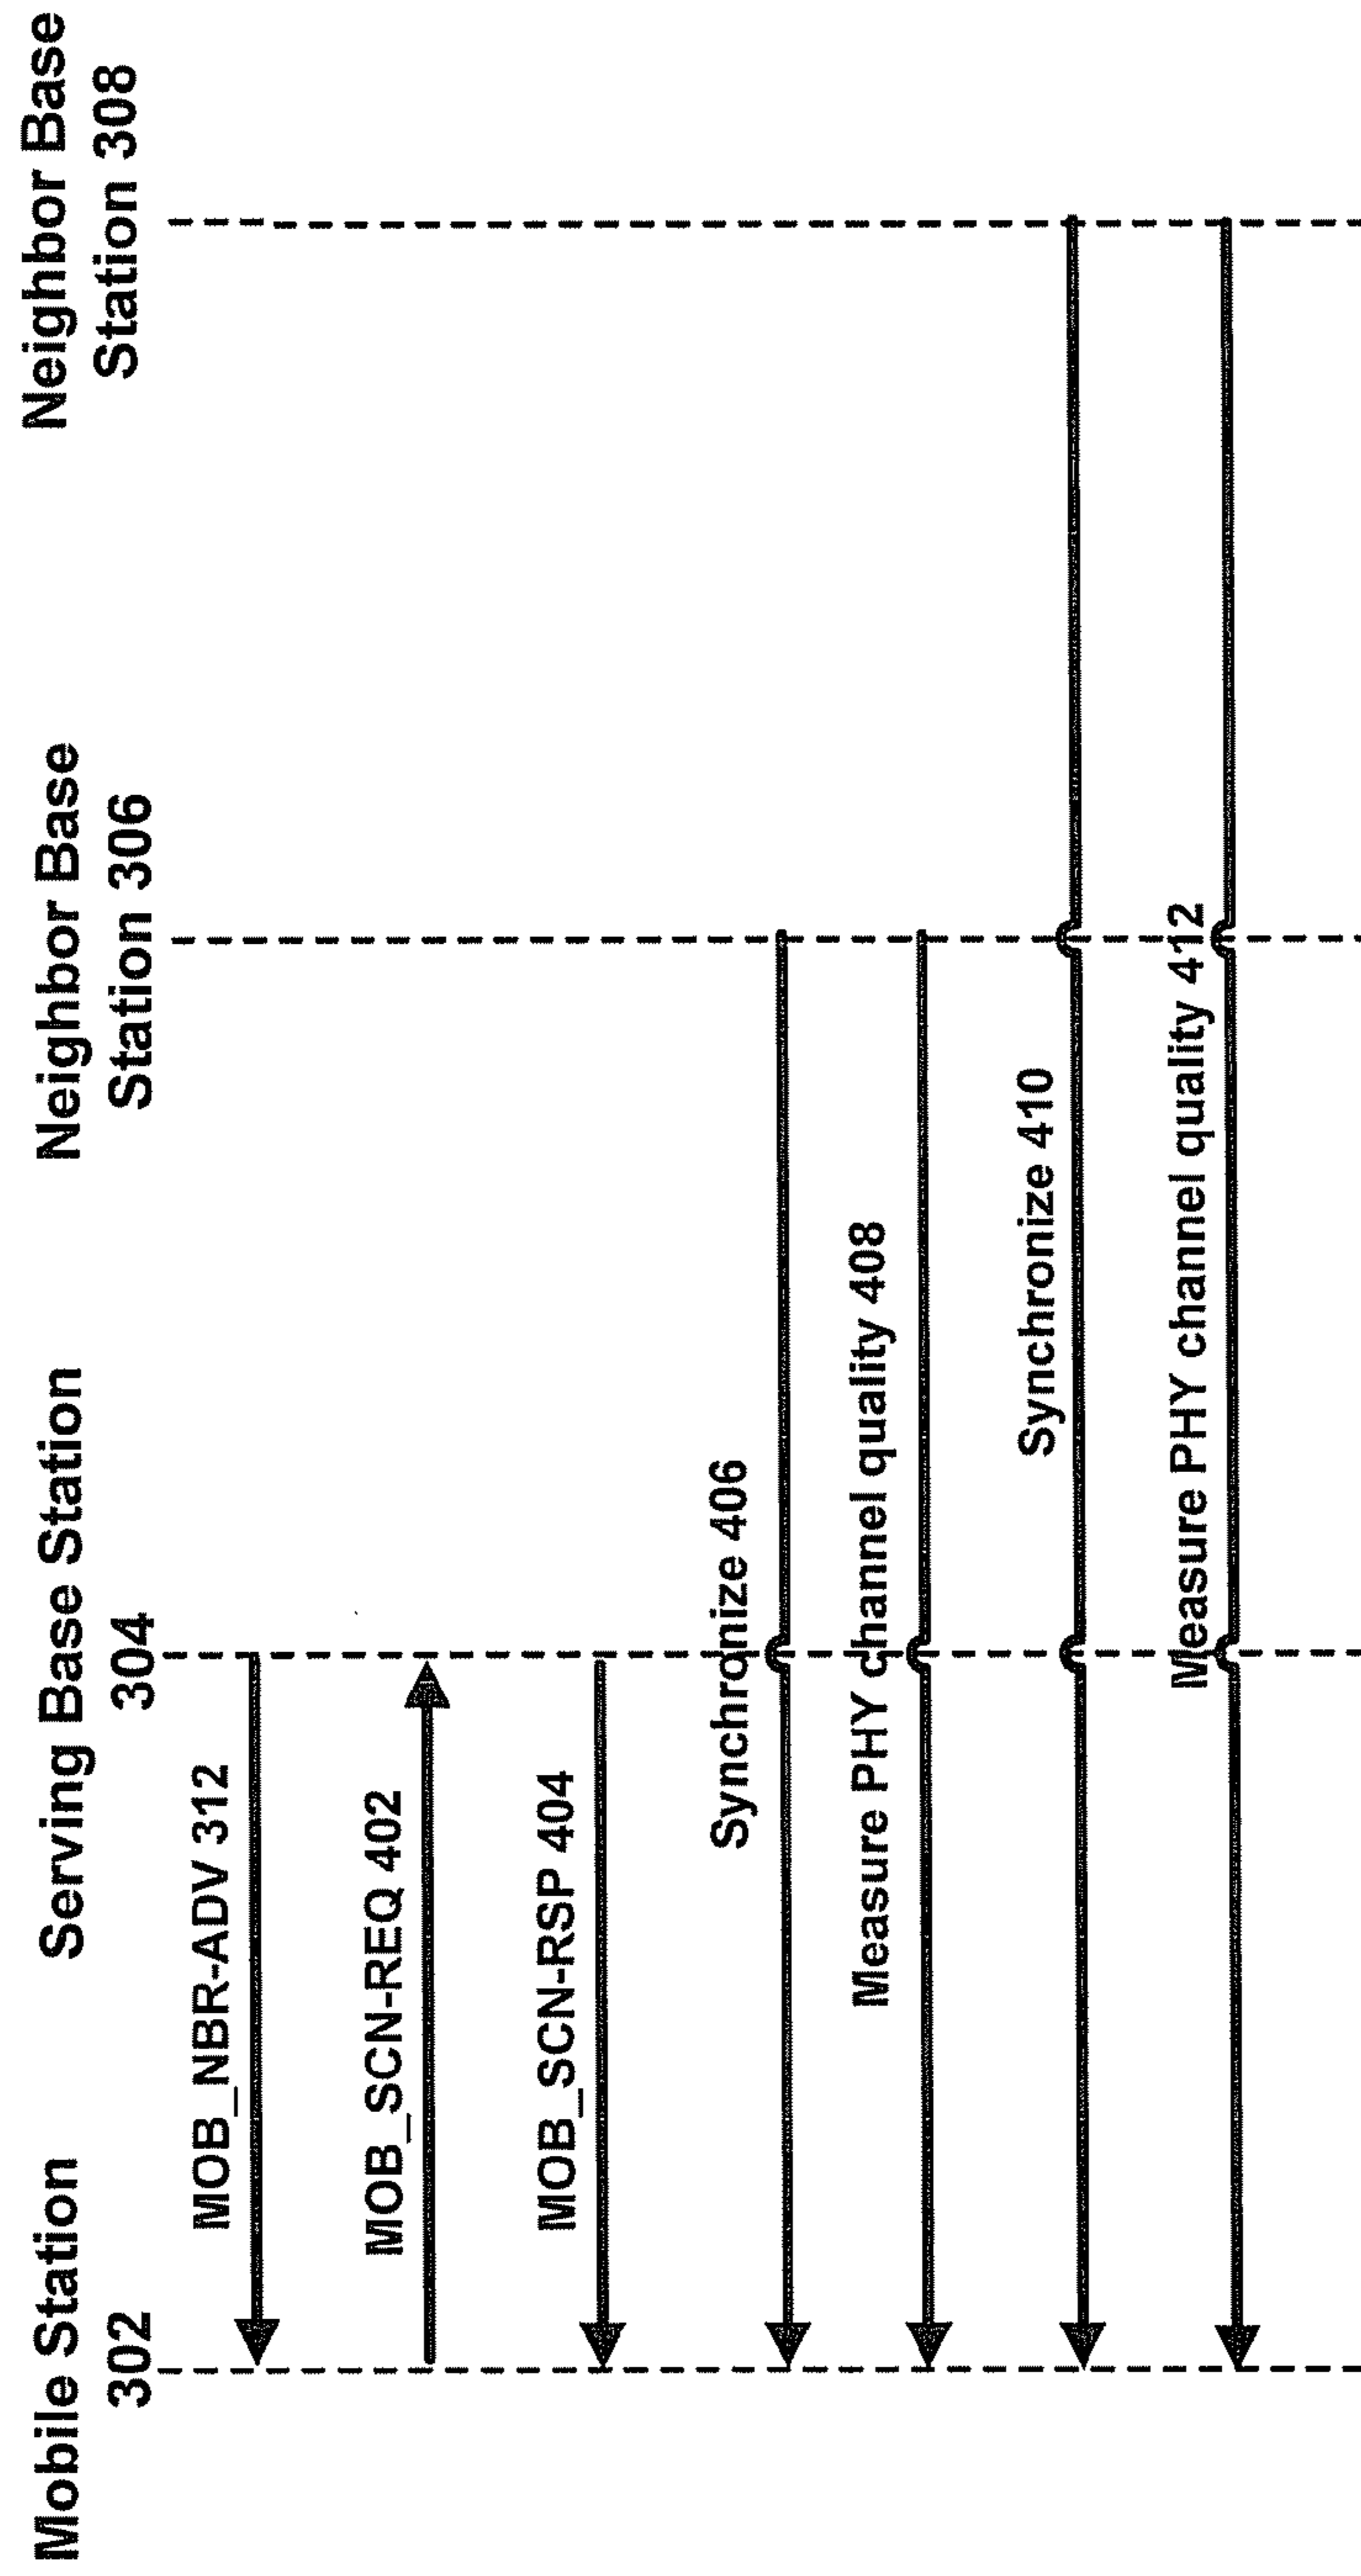 Mobile Station
302
Serving Base Station
304
Neighbor Base
Station 306
Neighbor Base
Station 308
MOB_NBR-ADV 312
MOB_SCN-REQ 402
MOB_SCN-RSP 404
Synchronize 406
Measure PHY channel quality 408
Synchronize 410
Measure PHY channel quality 412